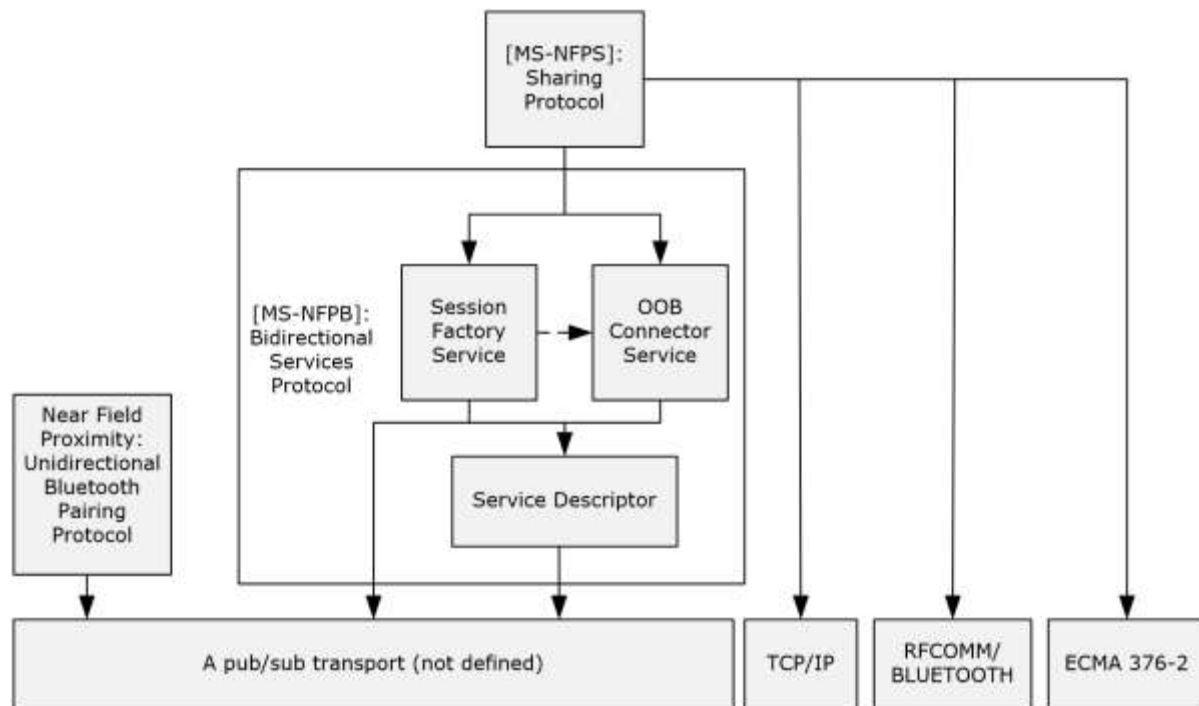 [MS-NFPS]:
Sharing
Protocol
[MS-NFPB]:
Bidirectional
Services
Protocol
Session
Factory
Service
OOB
Connector
Service
Near Field
Proximity:
Unidirectional
Bluetooth
Pairing
Protocol
Service Descriptor
A pub/sub transport (not defined)
TCP/IP
RFCOMM/
BLUETOOTH
ECMA 376-2